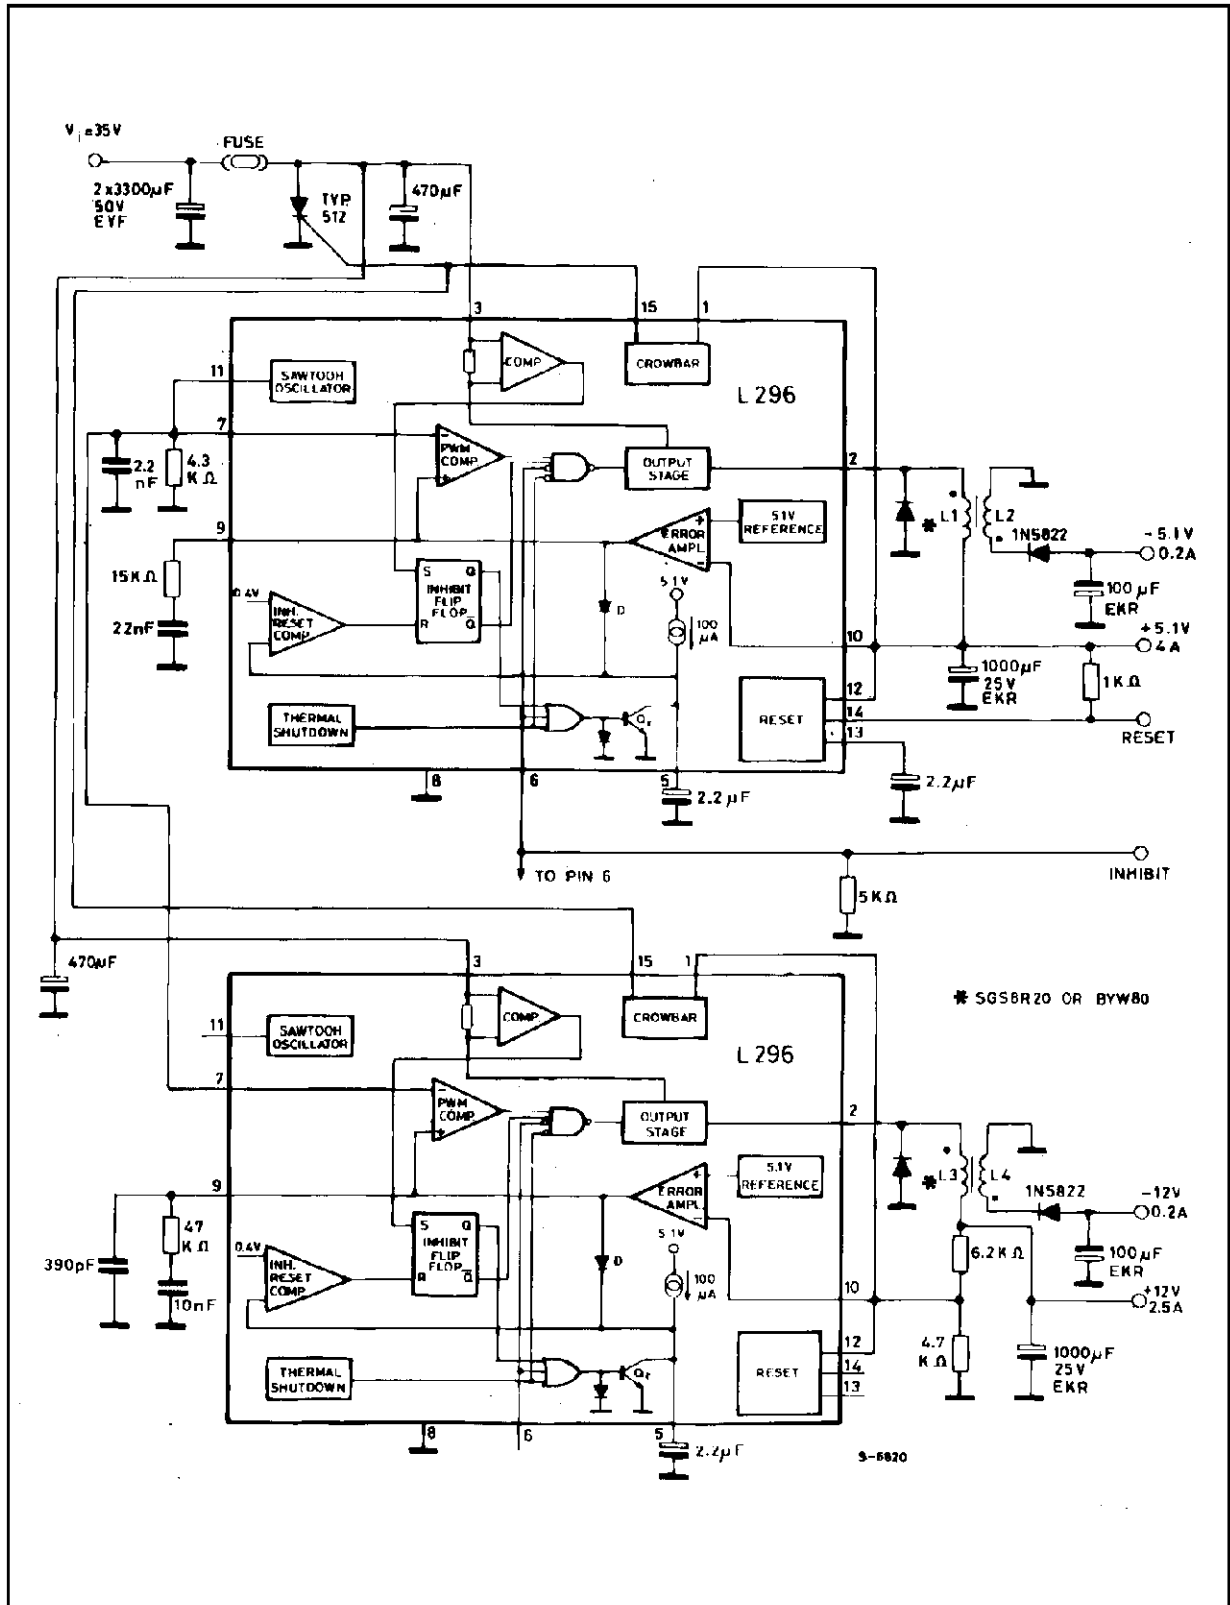 Vi=35V
FUSE
2x3300µF
50V
EYF
TYP
512
470µF
3
15
1
11
SAWTOOH
OSCILLATOR
COMP
CROWBAR
L296
7
2.2
nF
4.3
KΩ
PWM
COMP.
OUTPUT
STAGE
2
9
ERROR
AMPL.
+
-
5.1V
REFERENCE
*
L1
L2
1N5822
-5.1V
0.2A
100µF
EKR
15KΩ
22nF
0.4V
INH.
RESET
COMP
S
Q
INHIBIT
FLIP
FLOP
R
Q
D
5.1V
100
µA
10
+5.1V
4A
1000µF
25V
EKR
1KΩ
THERMAL
SHUTDOWN
Qr
RESET
12
14
13
RESET
8
6
5
2.2µF
2.2µF
TO PIN 6
INHIBIT
5KΩ
470µF
3
15
1
* SGS8R20 OR BYW80
11
SAWTOOH
OSCILLATOR
COMP
CROWBAR
L296
7
PWM
COMP.
OUTPUT
STAGE
2
9
ERROR
AMPL.
+
-
5.1V
REFERENCE
*
L3
L4
1N5822
-12V
0.2A
100µF
EKR
390pF
47
KΩ
10nF
0.4V
INH.
RESET
COMP
S
Q
INHIBIT
FLIP
FLOP
R
Q
D
5.1V
100
µA
6.2KΩ
10
+12V
2.5A
4.7
KΩ
1000µF
25V
EKR
THERMAL
SHUTDOWN
Qr
RESET
12
14
13
8
6
5
2.2µF
S-6820